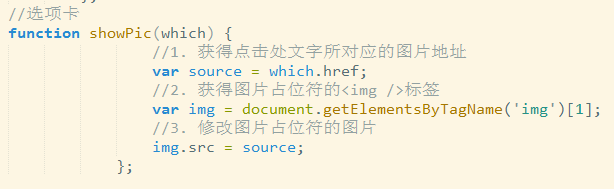 //选项卡
function showPic(which) {
//1. 获得点击处文字所对应的图片地址
var source = which.href;
//2. 获得图片占位符的<img />标签
var img = document.getElementsByTagName('img')[1];
//3. 修改图片占位符的图片
img.src = source;
};